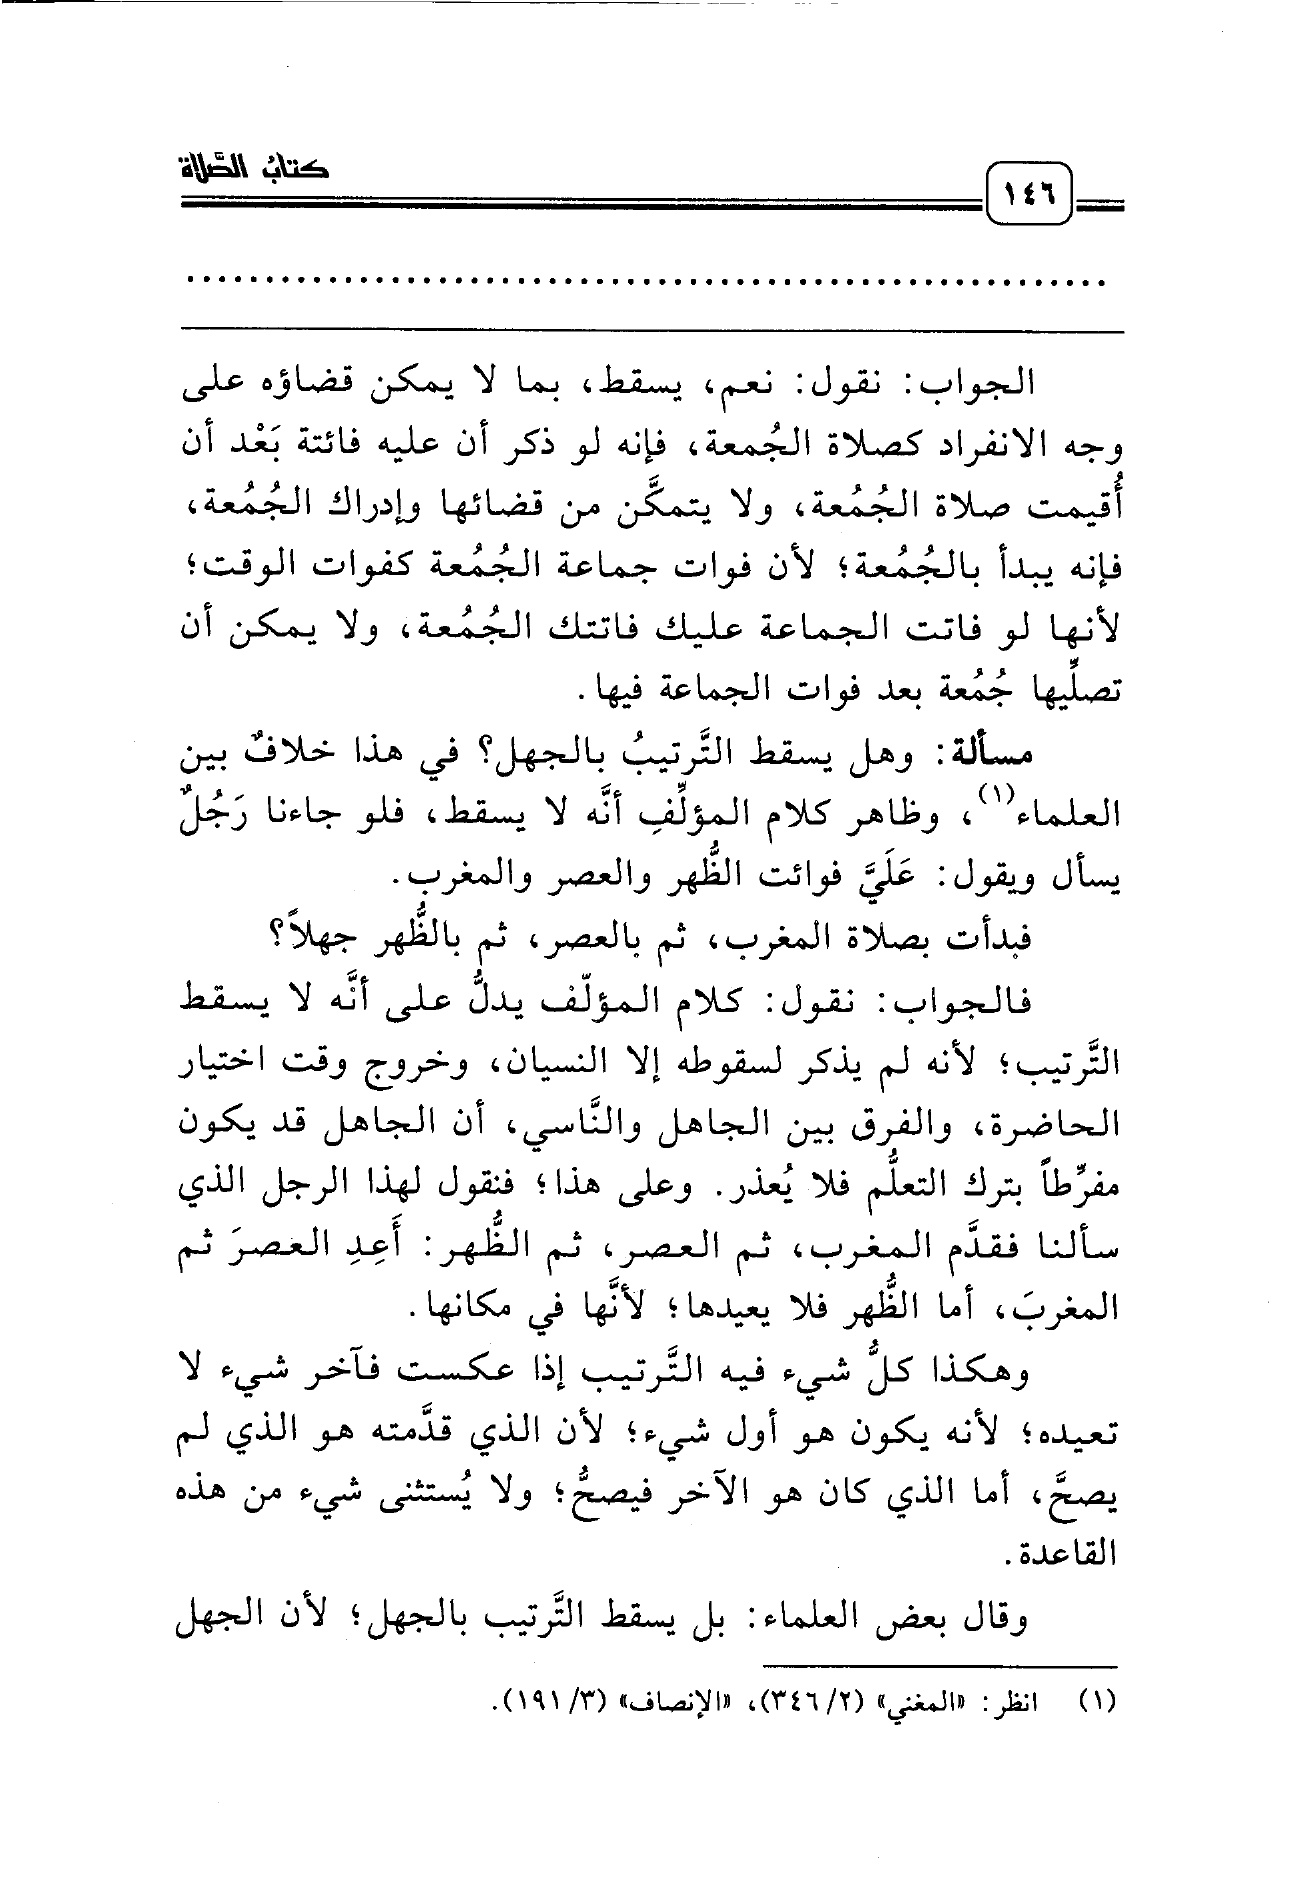 كتابُ الصَّلاة
١٤٦
الجواب: نقول: نعم، يسقط، بما لا يمكن قضاؤه على
وجه الانفراد كصلاة الجُمعة، فإنه لو ذكر أن عليه فائتة بَعْد أن
أُقيمت صلاة الجُمُعة، ولا يتمكَّن من قضائها وإدراك الجُمُعة،
فإنه يبدأ بالجُمُعة؛ لأن فوات جماعة الجُمُعة كفوات الوقت؛
لأنها لو فاتت الجماعة عليك فاتتك الجُمُعة، ولا يمكن أن
تصلِّيها جُمُعة بعد فوات الجماعة فيها.
مسألة: وهل يسقط التَّرتيبُ بالجهل؟ في هذا خلافٌ بين
العلماء(١)، وظاهر كلام المؤلِّفِ أنَّه لا يسقط، فلو جاءنا رَجُلٌ
يسأل ويقول: عَلَيَّ فوائت الظُّهر والعصر والمغرب.
فبدأت بصلاة المغرب، ثم بالعصر، ثم بالظُّهر جهلاً؟
فالجواب: نقول: كلام المؤلّف يدلُّ على أنَّه لا يسقط
التَّرتيب؛ لأنه لم يذكر لسقوطه إلا النسيان، وخروج وقت اختيار
الحاضرة، والفرق بين الجاهل والنَّاسي، أن الجاهل قد يكون
مفرِّطاً بترك التعلُّم فلا يُعذر. وعلى هذا؛ فنقول لهذا الرجل الذي
سألنا فقدَّم المغرب، ثم العصر، ثم الظُّهر: أَعِدِ العصرَ ثم
المغربَ، أما الظُّهر فلا يعيدها؛ لأنَّها في مكانها.
وهكذا كلُّ شيء فيه التَّرتيب إذا عكست فآخر شيء لا
تعيده؛ لأنه يكون هو أول شيء؛ لأن الذي قدَّمته هو الذي لم
يصحَّ، أما الذي كان هو الآخر فيصحُّ؛ ولا يُستثنى شيء من هذه
القاعدة.
وقال بعض العلماء: بل يسقط التَّرتيب بالجهل؛ لأن الجهل
(١) انظر: «المغني» (٣٤٦/٢)، «الإنصاف» (١٩١/٣).